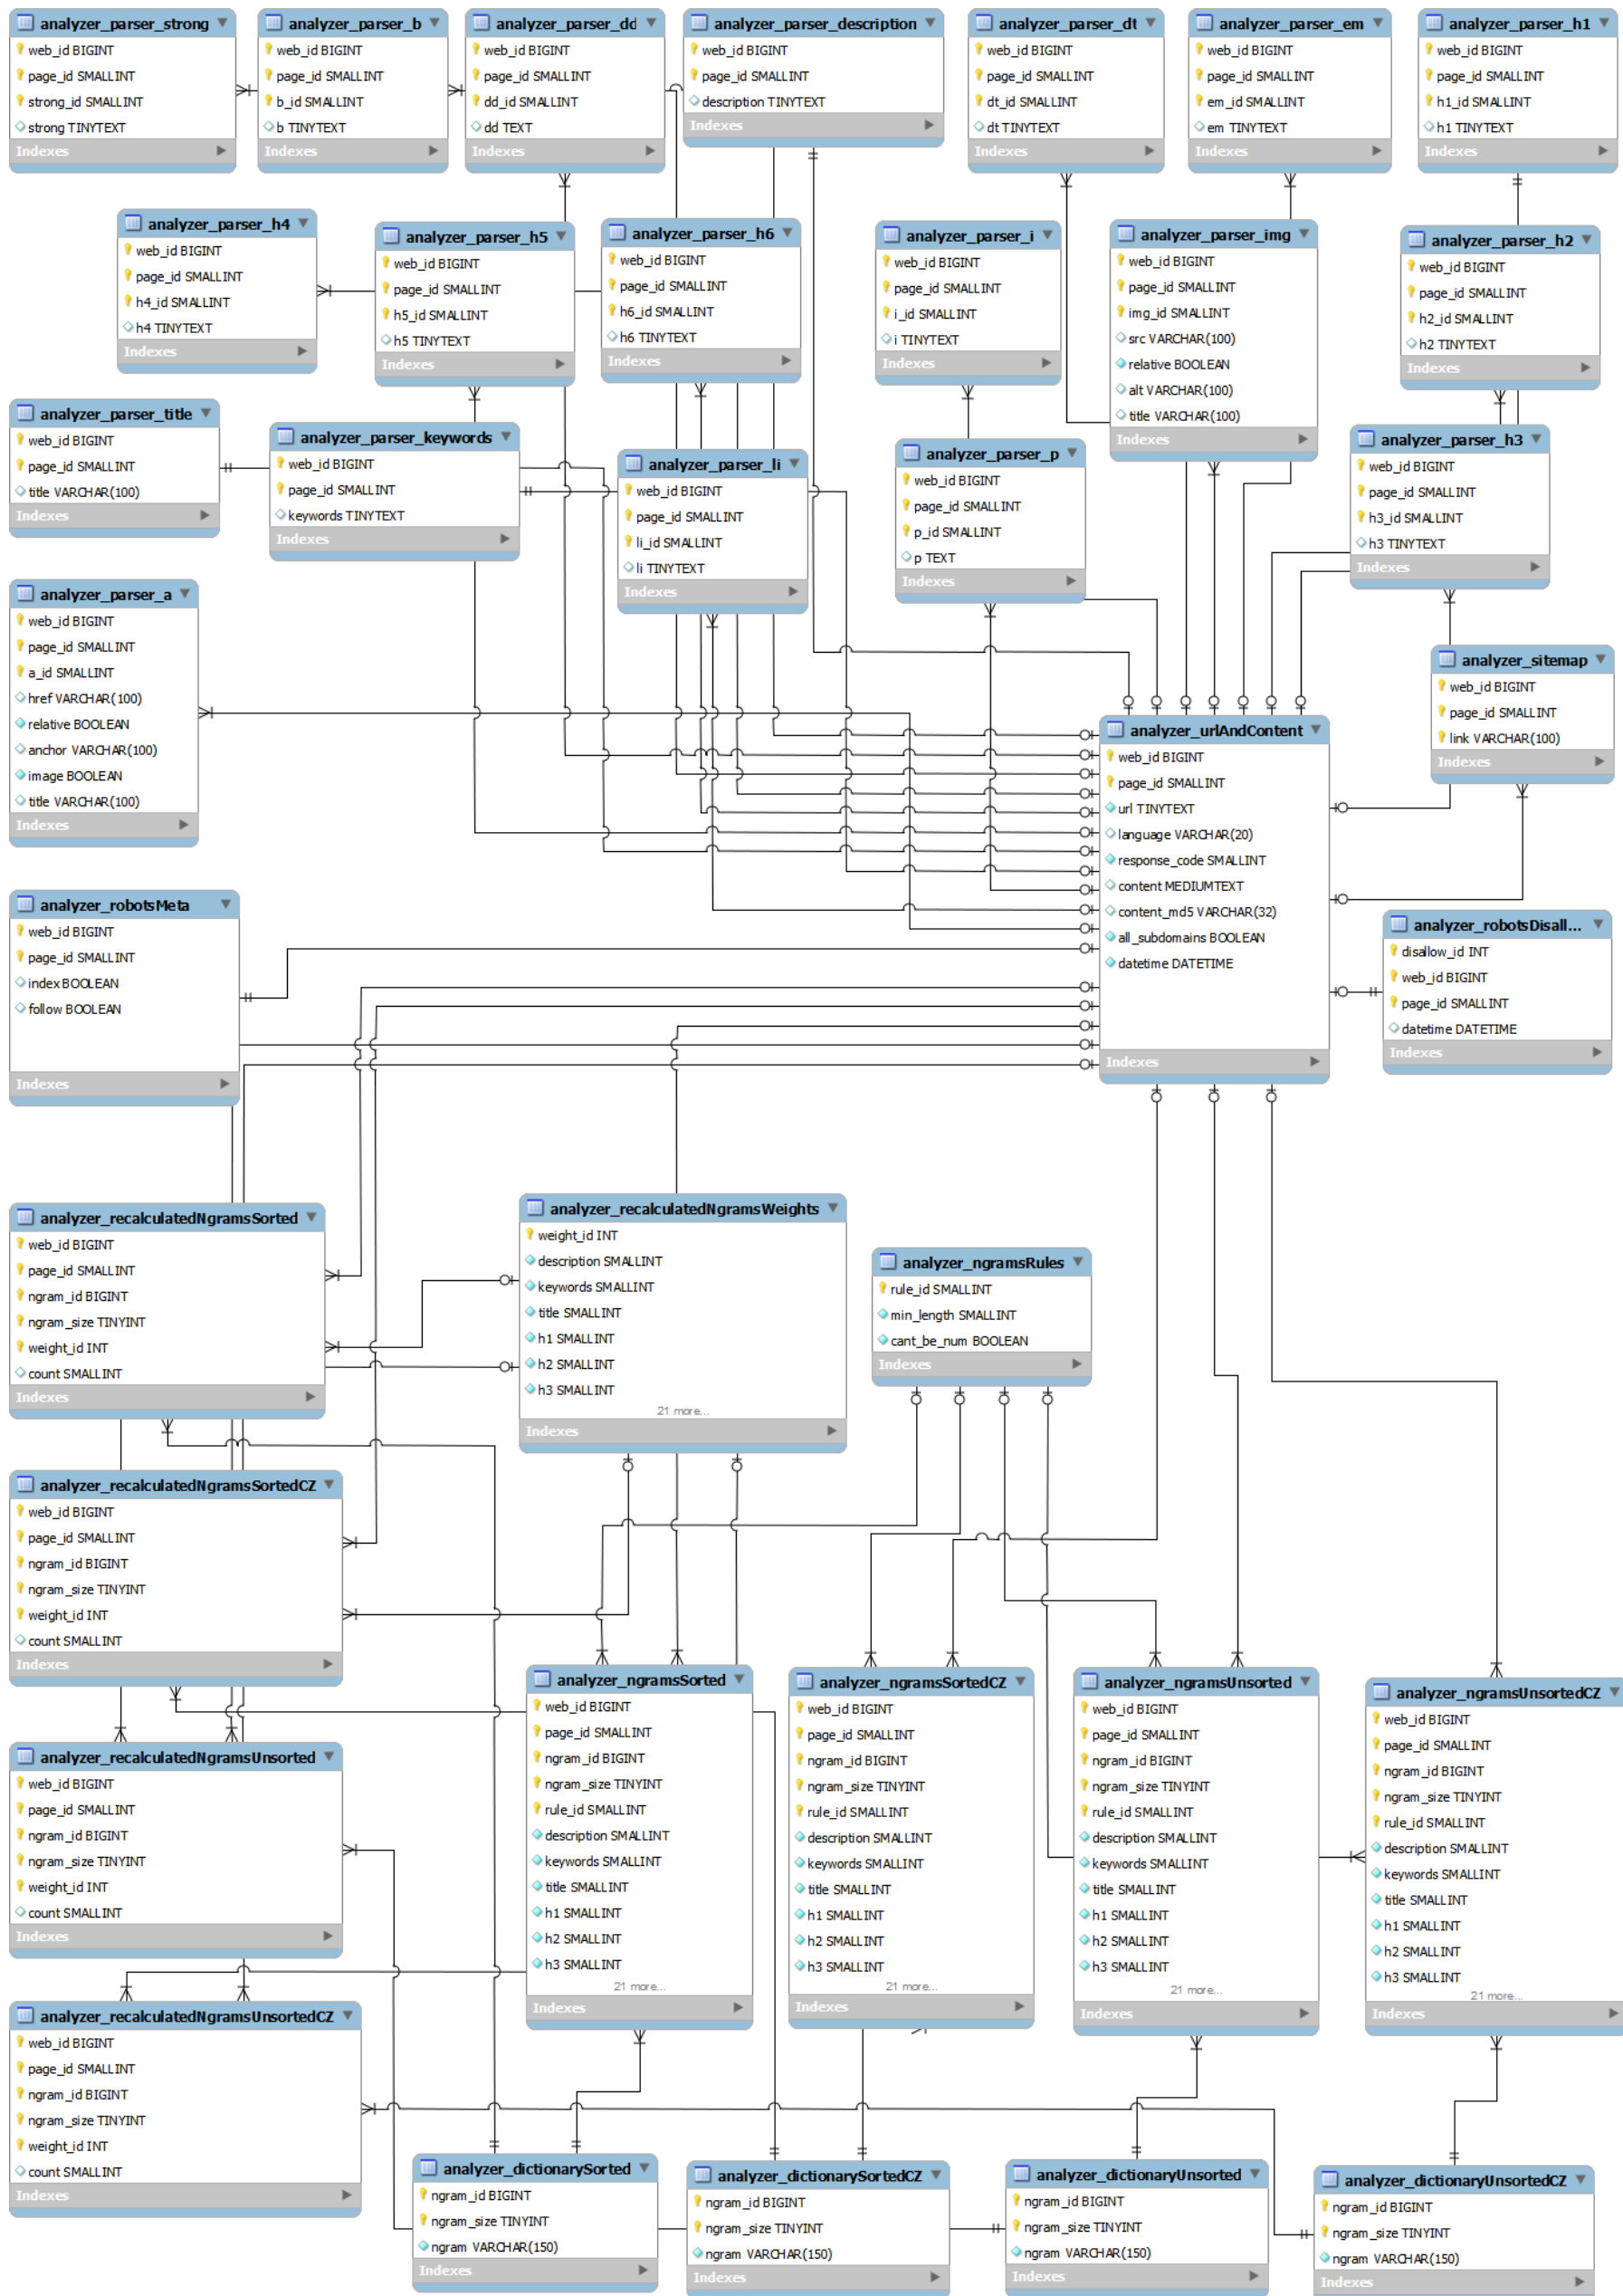 analyzer_parser_strong
web_id BIGINT
page_id SMALLINT
strong_id SMALLINT
strong TINYTEXT
Indexes
analyzer_parser_b
web_id BIGINT
page_id SMALLINT
b_id SMALLINT
b TINYTEXT
Indexes
analyzer_parser_dd
web_id BIGINT
page_id SMALLINT
dd_id SMALLINT
dd TEXT
Indexes
analyzer_parser_description
web_id BIGINT
page_id SMALLINT
description TINYTEXT
Indexes
analyzer_parser_dt
web_id BIGINT
page_id SMALLINT
dt_id SMALLINT
dt TINYTEXT
Indexes
analyzer_parser_em
web_id BIGINT
page_id SMALLINT
em_id SMALLINT
em TINYTEXT
Indexes
analyzer_parser_h1
web_id BIGINT
page_id SMALLINT
h1_id SMALLINT
h1 TINYTEXT
Indexes
analyzer_parser_h4
web_id BIGINT
page_id SMALLINT
h4_id SMALLINT
h4 TINYTEXT
Indexes
analyzer_parser_h5
web_id BIGINT
page_id SMALLINT
h5_id SMALLINT
h5 TINYTEXT
Indexes
analyzer_parser_h6
web_id BIGINT
page_id SMALLINT
h6_id SMALLINT
h6 TINYTEXT
Indexes
analyzer_parser_i
web_id BIGINT
page_id SMALLINT
i_id SMALLINT
i TINYTEXT
Indexes
analyzer_parser_img
web_id BIGINT
page_id SMALLINT
img_id SMALLINT
src VARCHAR(100)
relative BOOLEAN
alt VARCHAR(100)
title VARCHAR(100)
Indexes
analyzer_parser_h2
web_id BIGINT
page_id SMALLINT
h2_id SMALLINT
h2 TINYTEXT
Indexes
analyzer_parser_title
web_id BIGINT
page_id SMALLINT
title VARCHAR(100)
Indexes
analyzer_parser_keywords
web_id BIGINT
page_id SMALLINT
keywords TINYTEXT
Indexes
analyzer_parser_li
web_id BIGINT
page_id SMALLINT
li_id SMALLINT
li TINYTEXT
Indexes
analyzer_parser_p
web_id BIGINT
page_id SMALLINT
p_id SMALLINT
p TEXT
Indexes
analyzer_parser_h3
web_id BIGINT
page_id SMALLINT
h3_id SMALLINT
h3 TINYTEXT
Indexes
analyzer_parser_a
web_id BIGINT
page_id SMALLINT
a_id SMALLINT
href VARCHAR(100)
relative BOOLEAN
anchor VARCHAR(100)
image BOOLEAN
title VARCHAR(100)
Indexes
analyzer_sitemap
web_id BIGINT
page_id SMALLINT
link VARCHAR(100)
Indexes
analyzer_urlAndContent
web_id BIGINT
page_id SMALLINT
url TINYTEXT
language VARCHAR(20)
response_code SMALLINT
content MEDIUMTEXT
content_md5 VARCHAR(32)
all_subdomains BOOLEAN
datetime DATETIME
Indexes
analyzer_robotsMeta
web_id BIGINT
page_id SMALLINT
index BOOLEAN
follow BOOLEAN
Indexes
analyzer_robotsDisall...
disallow_id INT
web_id BIGINT
page_id SMALLINT
datetime DATETIME
Indexes
analyzer_recalculatedNgramsSorted
web_id BIGINT
page_id SMALLINT
ngram_id BIGINT
ngram_size TINYINT
weight_id INT
count SMALLINT
Indexes
analyzer_recalculatedNgramsWeights
weight_id INT
description SMALLINT
keywords SMALLINT
title SMALLINT
h1 SMALLINT
h2 SMALLINT
h3 SMALLINT
21 more...
Indexes
analyzer_ngramsRules
rule_id SMALLINT
min_length SMALLINT
cant_be_num BOOLEAN
Indexes
analyzer_recalculatedNgramsSortedCZ
web_id BIGINT
page_id SMALLINT
ngram_id BIGINT
ngram_size TINYINT
weight_id INT
count SMALLINT
Indexes
analyzer_ngramsSorted
web_id BIGINT
page_id SMALLINT
ngram_id BIGINT
ngram_size TINYINT
rule_id SMALLINT
description SMALLINT
keywords SMALLINT
title SMALLINT
h1 SMALLINT
h2 SMALLINT
h3 SMALLINT
21 more...
Indexes
analyzer_ngramsSortedCZ
web_id BIGINT
page_id SMALLINT
ngram_id BIGINT
ngram_size TINYINT
rule_id SMALLINT
description SMALLINT
keywords SMALLINT
title SMALLINT
h1 SMALLINT
h2 SMALLINT
h3 SMALLINT
21 more...
Indexes
analyzer_ngramsUnsorted
web_id BIGINT
page_id SMALLINT
ngram_id BIGINT
ngram_size TINYINT
rule_id SMALLINT
description SMALLINT
keywords SMALLINT
title SMALLINT
h1 SMALLINT
h2 SMALLINT
h3 SMALLINT
21 more...
Indexes
analyzer_ngramsUnsortedCZ
web_id BIGINT
page_id SMALLINT
ngram_id BIGINT
ngram_size TINYINT
rule_id SMALLINT
description SMALLINT
keywords SMALLINT
title SMALLINT
h1 SMALLINT
h2 SMALLINT
h3 SMALLINT
21 more...
Indexes
analyzer_recalculatedNgramsUnsorted
web_id BIGINT
page_id SMALLINT
ngram_id BIGINT
ngram_size TINYINT
weight_id INT
count SMALLINT
Indexes
analyzer_recalculatedNgramsUnsortedCZ
web_id BIGINT
page_id SMALLINT
ngram_id BIGINT
ngram_size TINYINT
weight_id INT
count SMALLINT
Indexes
analyzer_dictionarySorted
ngram_id BIGINT
ngram_size TINYINT
ngram VARCHAR(150)
Indexes
analyzer_dictionarySortedCZ
ngram_id BIGINT
ngram_size TINYINT
ngram VARCHAR(150)
Indexes
analyzer_dictionaryUnsorted
ngram_id BIGINT
ngram_size TINYINT
ngram VARCHAR(150)
Indexes
analyzer_dictionaryUnsortedCZ
ngram_id BIGINT
ngram_size TINYINT
ngram VARCHAR(150)
Indexes